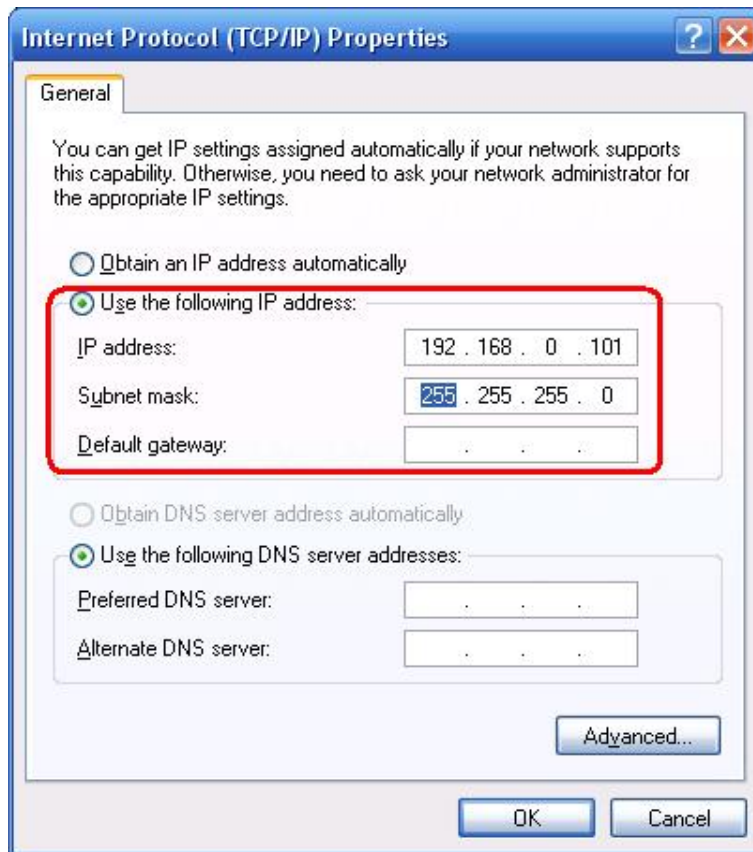 Internet Protocol (TCP/IP) Properties
General
You can get IP settings assigned automatically if your network supports
this capability. Otherwise, you need to ask your network administrator for
the appropriate IP settings.
Obtain an IP address automatically
Use the following IP address:
IP address: 192 . 168 . 0 . 101
Subnet mask: 255 . 255 . 255 . 0
Default gateway: . . .
Obtain DNS server address automatically
Use the following DNS server addresses:
Preferred DNS server: . . .
Alternate DNS server: . . .
Advanced...
OK Cancel